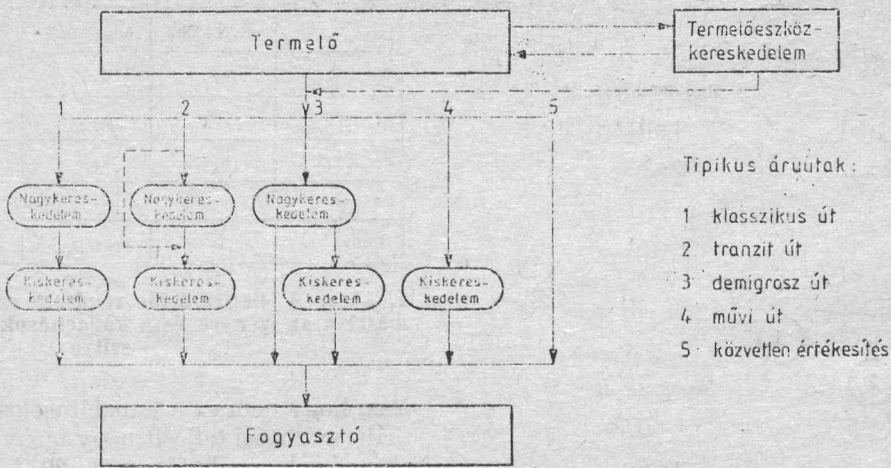 Termelő
Termelőeszköz-
kereskedelem
1 2 3 4 5
Nagykeres-
kedelem
Nagykeres-
kedelem
Nagykeres-
kedelem
Kiskeres-
kedelem
Kiskeres-
kedelem
Kiskeres-
kedelem
Kiskeres-
kedelem
Fogyasztó
Tipikus áruutak:
1 klasszikus út
2 tranzit út
3 demigrosz út
4 művi út
5 közvetlen értékesítés